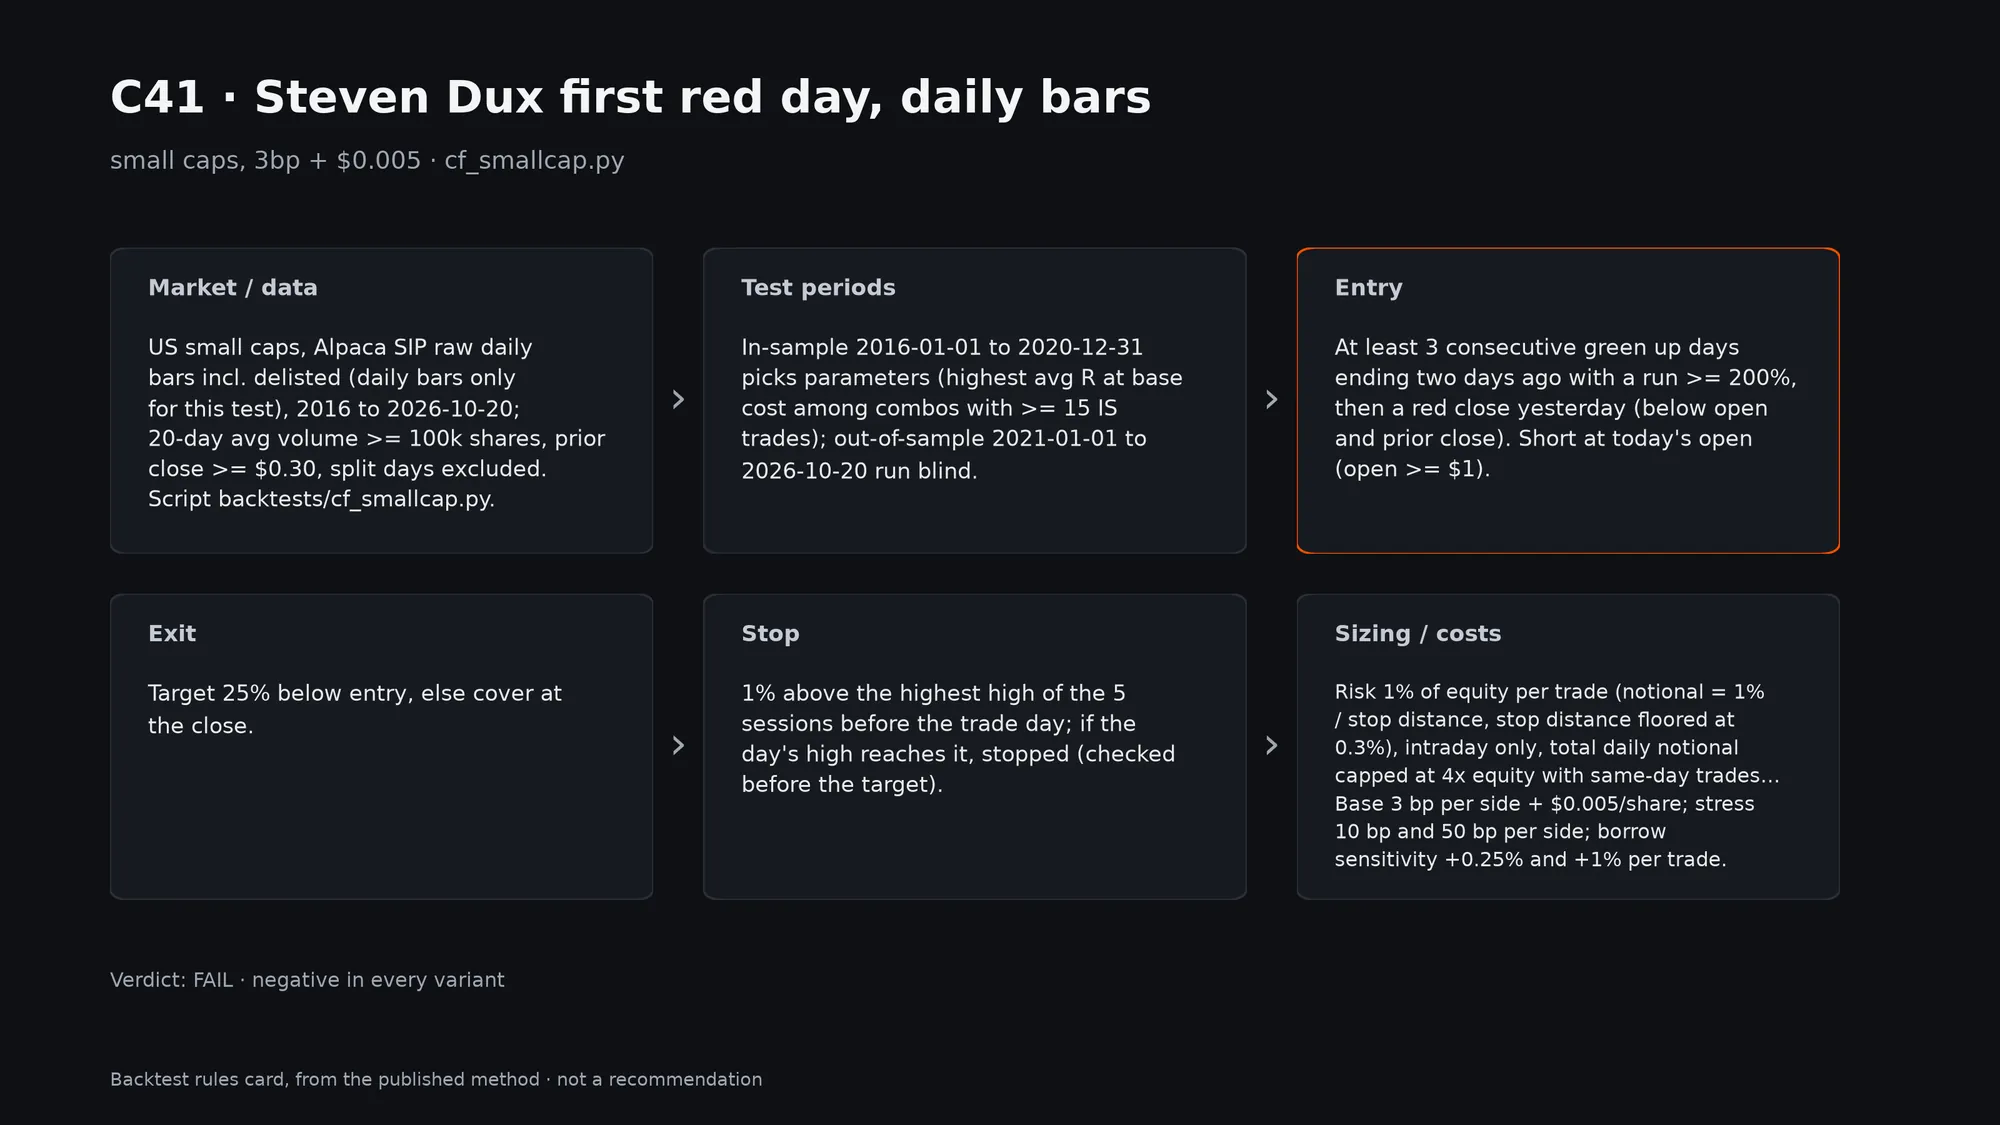 C41 · Steven Dux first red day, daily bars
small caps, 3bp + $0.005 · cf_smallcap.py
Market / data
US small caps, Alpaca SIP raw daily
bars incl. delisted (daily bars only
for this test), 2016 to 2026-10-20;
20-day avg volume >= 100k shares, prior
close >= $0.30, split days excluded.
Script backtests/cf_smallcap.py.
›
Test periods
In-sample 2016-01-01 to 2020-12-31
picks parameters (highest avg R at base
cost among combos with >= 15 IS
trades); out-of-sample 2021-01-01 to
2026-10-20 run blind.
›
Entry
At least 3 consecutive green up days
ending two days ago with a run >= 200%,
then a red close yesterday (below open
and prior close). Short at today's open
(open >= $1).
Exit
Target 25% below entry, else cover at
the close.
›
Stop
1% above the highest high of the 5
sessions before the trade day; if the
day's high reaches it, stopped (checked
before the target).
›
Sizing / costs
Risk 1% of equity per trade (notional = 1%
/ stop distance, stop distance floored at
0.3%), intraday only, total daily notional
capped at 4x equity with same-day trades…
Base 3 bp per side + $0.005/share; stress
10 bp and 50 bp per side; borrow
sensitivity +0.25% and +1% per trade.
Verdict: FAIL · negative in every variant
Backtest rules card, from the published method · not a recommendation